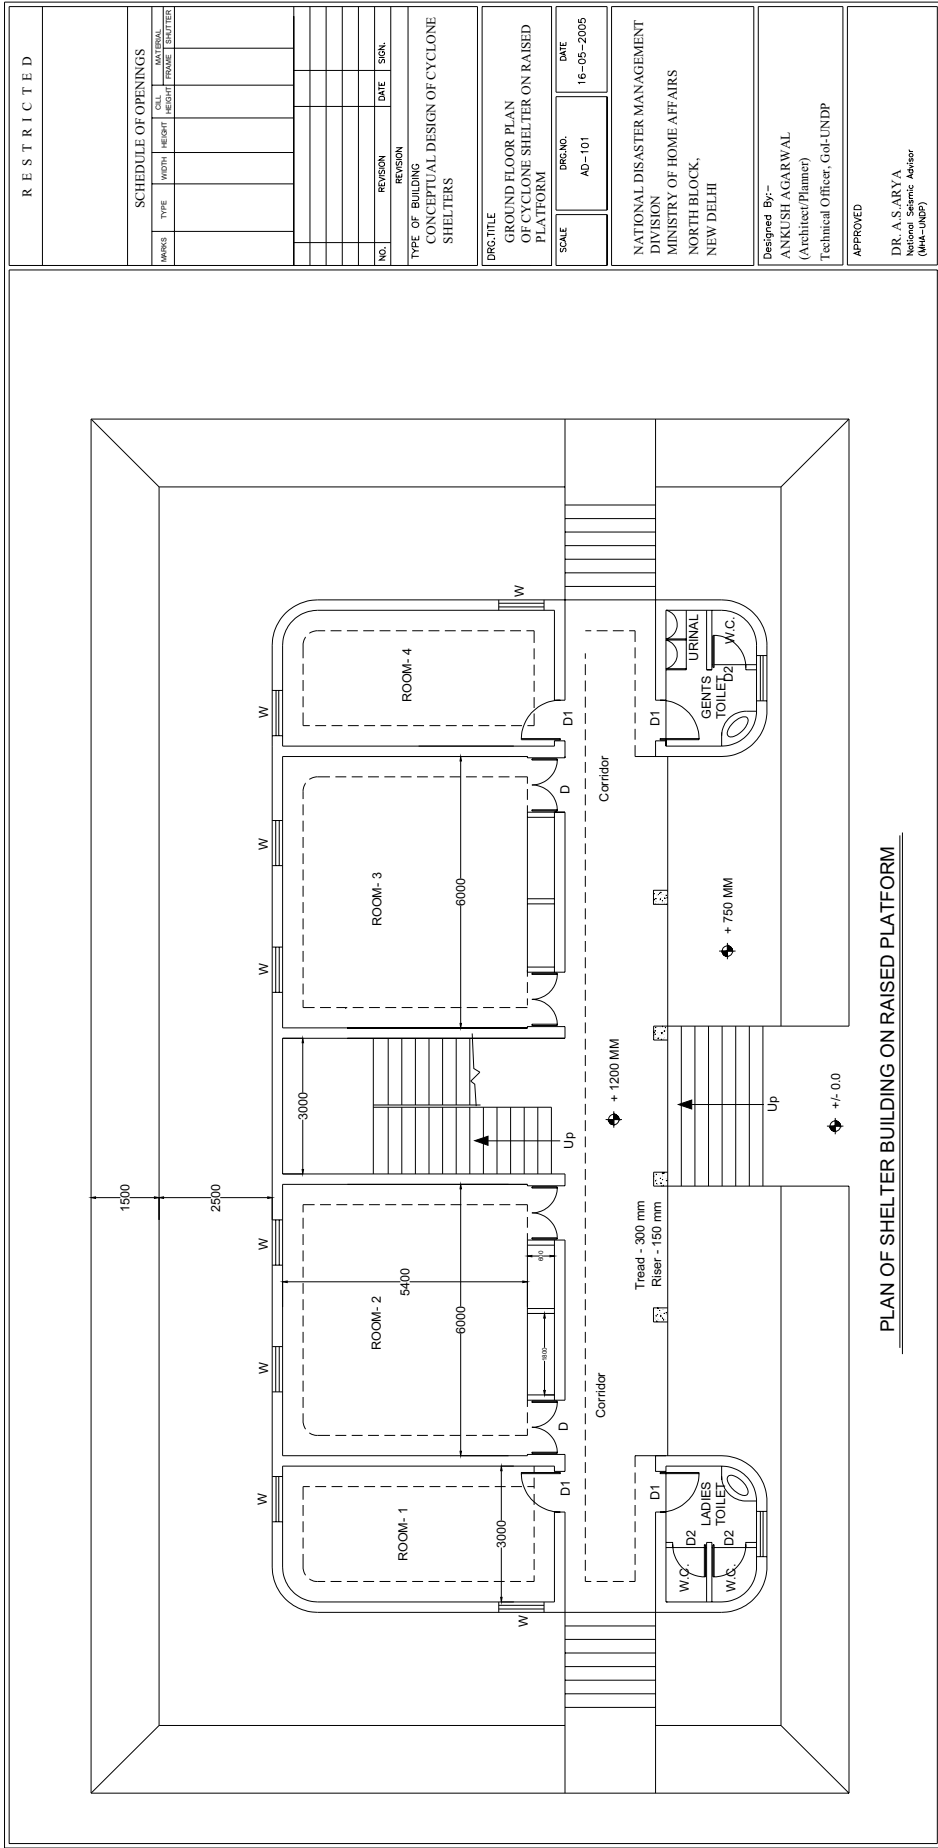 RESTRICTED
SCHEDULE OF OPENINGS
MARKS TYPE WIDTH HEIGHT CILL HEIGHT MATERIAL FRAME SHUTTER
NO. REVISION DATE SIGN.
REVISION
TYPE OF BUILDING
CONCEPTUAL DESIGN OF CYCLONE
SHELTERS
DRG.TITLE
GROUND FLOOR PLAN
OF CYCLONE SHELTER ON RAISED
PLATFORM
SCALE DRG.NO. DATE
AD-101 16-05-2005
NATIONAL DISASTER MANAGEMENT
DIVISION
MINISTRY OF HOME AFFAIRS
NORTH BLOCK,
NEW DELHI
Designed By:-
ANKUSH AGARWAL
(Architect/Planner)
Technical Officer, GoI-UNDP
APPROVED
DR. A.S.ARYA
National Seismic Advisor
(MHA-UNDP)
1500
2500
W W W W W W
3000
ROOM- 1
ROOM- 2
ROOM- 3
ROOM- 4
5400
6000
6000
3000
W
W
600
1800
D1 D Up D D1
Corridor
Corridor
+ 1200 MM
Tread - 300 mm
Riser - 150 mm
D1
D1
W.C.
D2
LADIES
TOILET
W.C.
D2
URINAL
GENTS
TOILET
D2
W.C.
+ 750 MM
Up
+/- 0.0
PLAN OF SHELTER BUILDING ON RAISED PLATFORM